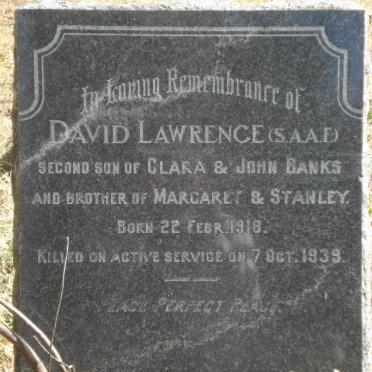 In Loving Remembrance of
DAVID LAWRENCE (S.A.A.F.)
SECOND SON OF CLARA & JOHN BANKS
AND BROTHER OF MARGARET & STANLEY.
BORN 22 FEBR. 1918.
KILLED ON ACTIVE SERVICE ON 7 OCT. 1939.
PEACE PERFECT PEACE